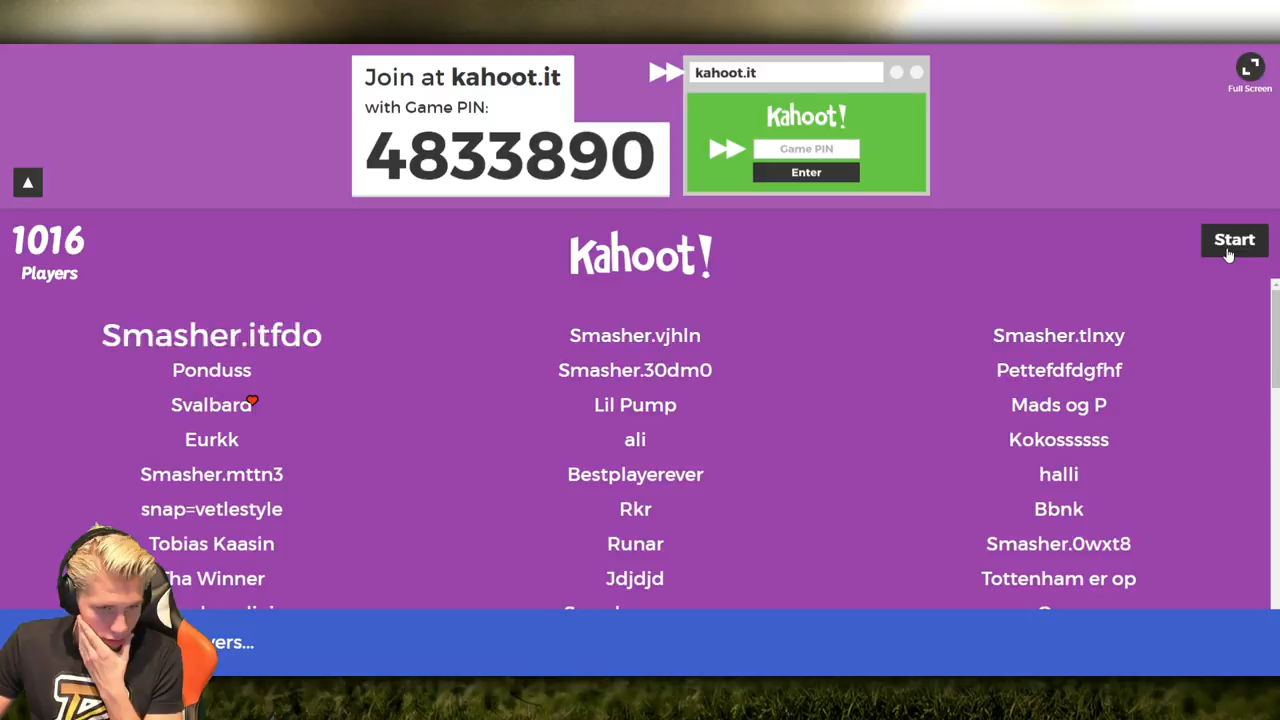 Join at kahoot.it
with Game PIN:
4833890
kahoot.it
Kahoot!
Game PIN
Enter
Full Screen
1016
Players
Kahoot!
Start
Smasher.itfdo
Smasher.vjhln
Smasher.tlnxy
Ponduss
Smasher.30dm0
Pettefdfdgfhf
Svalbard
Lil Pump
Mads og P
Eurkk
ali
Kokossssss
Smasher.mttn3
Bestplayerever
halli
snap=vetlestyle
Rkr
Bbnk
Tobias Kaasin
Runar
Smasher.0wxt8
Tha Winner
Jdjdjd
Tottenham er op